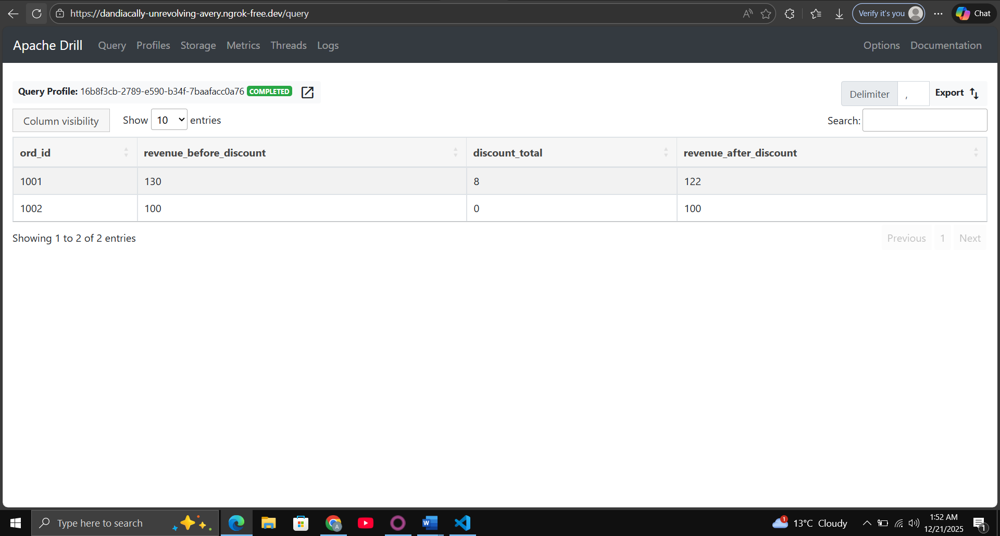 https://dandiacally-unrevolving-avery.ngrok-free.dev/query
Verify it's you
Chat
Apache Drill Query Profiles Storage Metrics Threads Logs Options Documentation
Query Profile: 16b8f3cb-2789-e590-b34f-7baafacc0a76 COMPLETED
Delimiter , Export
Column visibility Show 10 entries Search:
ord_id revenue_before_discount discount_total revenue_after_discount
1001 130 8 122
1002 100 0 100
Showing 1 to 2 of 2 entries Previous 1 Next
Type here to search
A
W
1
13°C Cloudy
1:52 AM
12/21/2025
1